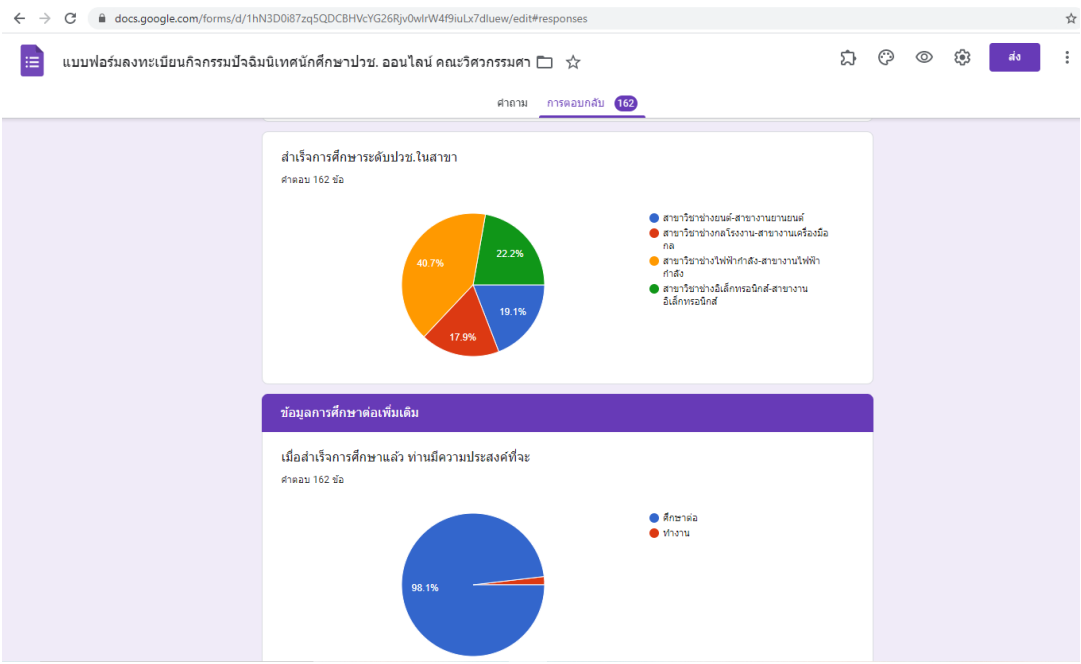 docs.google.com/forms/d/1hN3D0i87zq5QDCBHVcYG26Rjv0wlrW4f9iuLx7dluew/edit#responses
แบบฟอร์มลงทะเบียนกิจกรรมปัจฉิมนิเทศนักศึกษาปวช. ออนไลน์ คณะวิศวกรรมศา
ส่ง
คำถาม การตอบกลับ 162
สำเร็จการศึกษาระดับปวช.ในสาขา
คำตอบ 162 ข้อ
40.7%
22.2%
19.1%
17.9%
สาขาวิชาช่างยนต์-สาขางานยานยนต์
สาขาวิชาช่างกลโรงงาน-สาขางานเครื่องมือ
กล
สาขาวิชาช่างไฟฟ้ากำลัง-สาขางานไฟฟ้า
กำลัง
สาขาวิชาช่างอิเล็กทรอนิกส์-สาขางาน
อิเล็กทรอนิกส์
ข้อมูลการศึกษาต่อเพิ่มเติม
เมื่อสำเร็จการศึกษาแล้ว ท่านมีความประสงค์ที่จะ
คำตอบ 162 ข้อ
98.1%
ศึกษาต่อ
ทำงาน